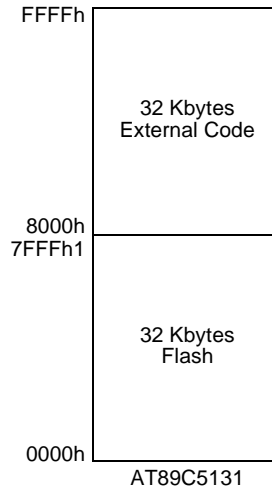 FFFFh
32 Kbytes
External Code
8000h
7FFFh1
32 Kbytes
Flash
0000h
AT89C5131